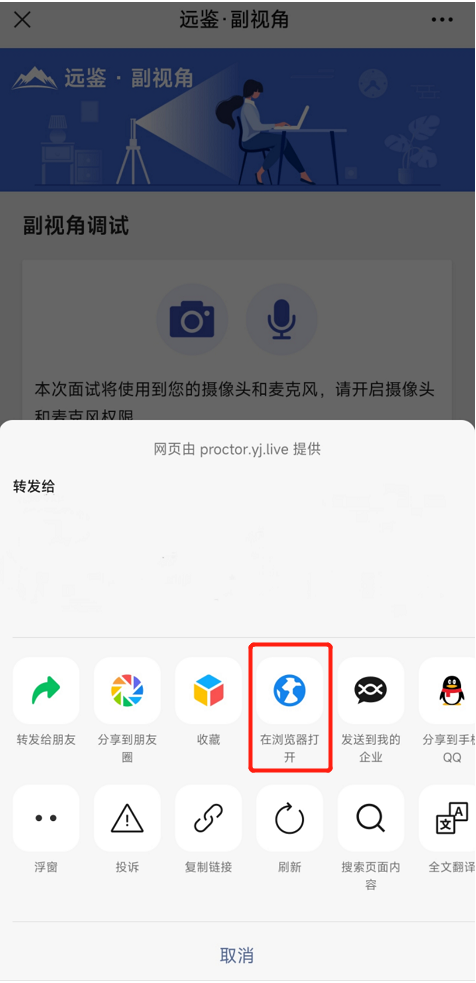 远鉴·副视角
远鉴 · 副视角
副视角调试
本次面试将使用到您的摄像头和麦克风，请开启摄像头
和麦克风权限
网页由 proctor.yj.live 提供
转发给
转发给朋友
分享到朋友
圈
收藏
在浏览器打
开
发送到我的
企业
分享到手机
QQ
浮窗
投诉
复制链接
刷新
搜索页面内
容
全文翻译
取消